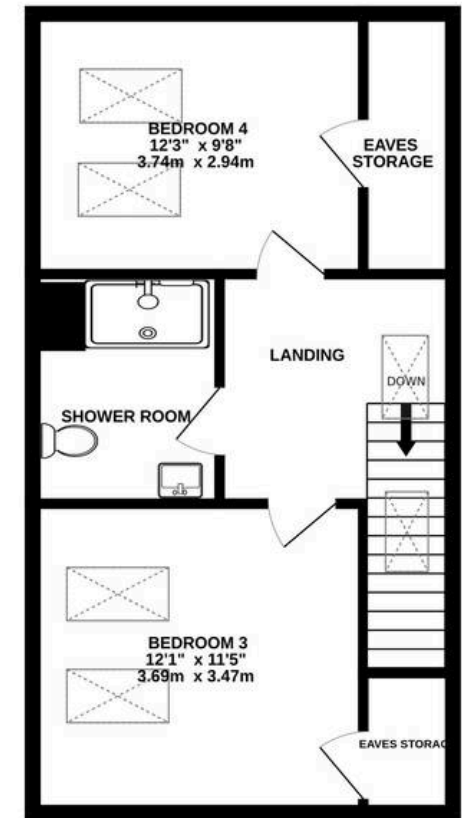 BEDROOM 4
12'3" x 9'8"
3.74m x 2.94m
EAVES
STORAGE
LANDING
DOWN
SHOWER ROOM
BEDROOM 3
12'1" x 11'5"
3.69m x 3.47m
EAVES STORAG